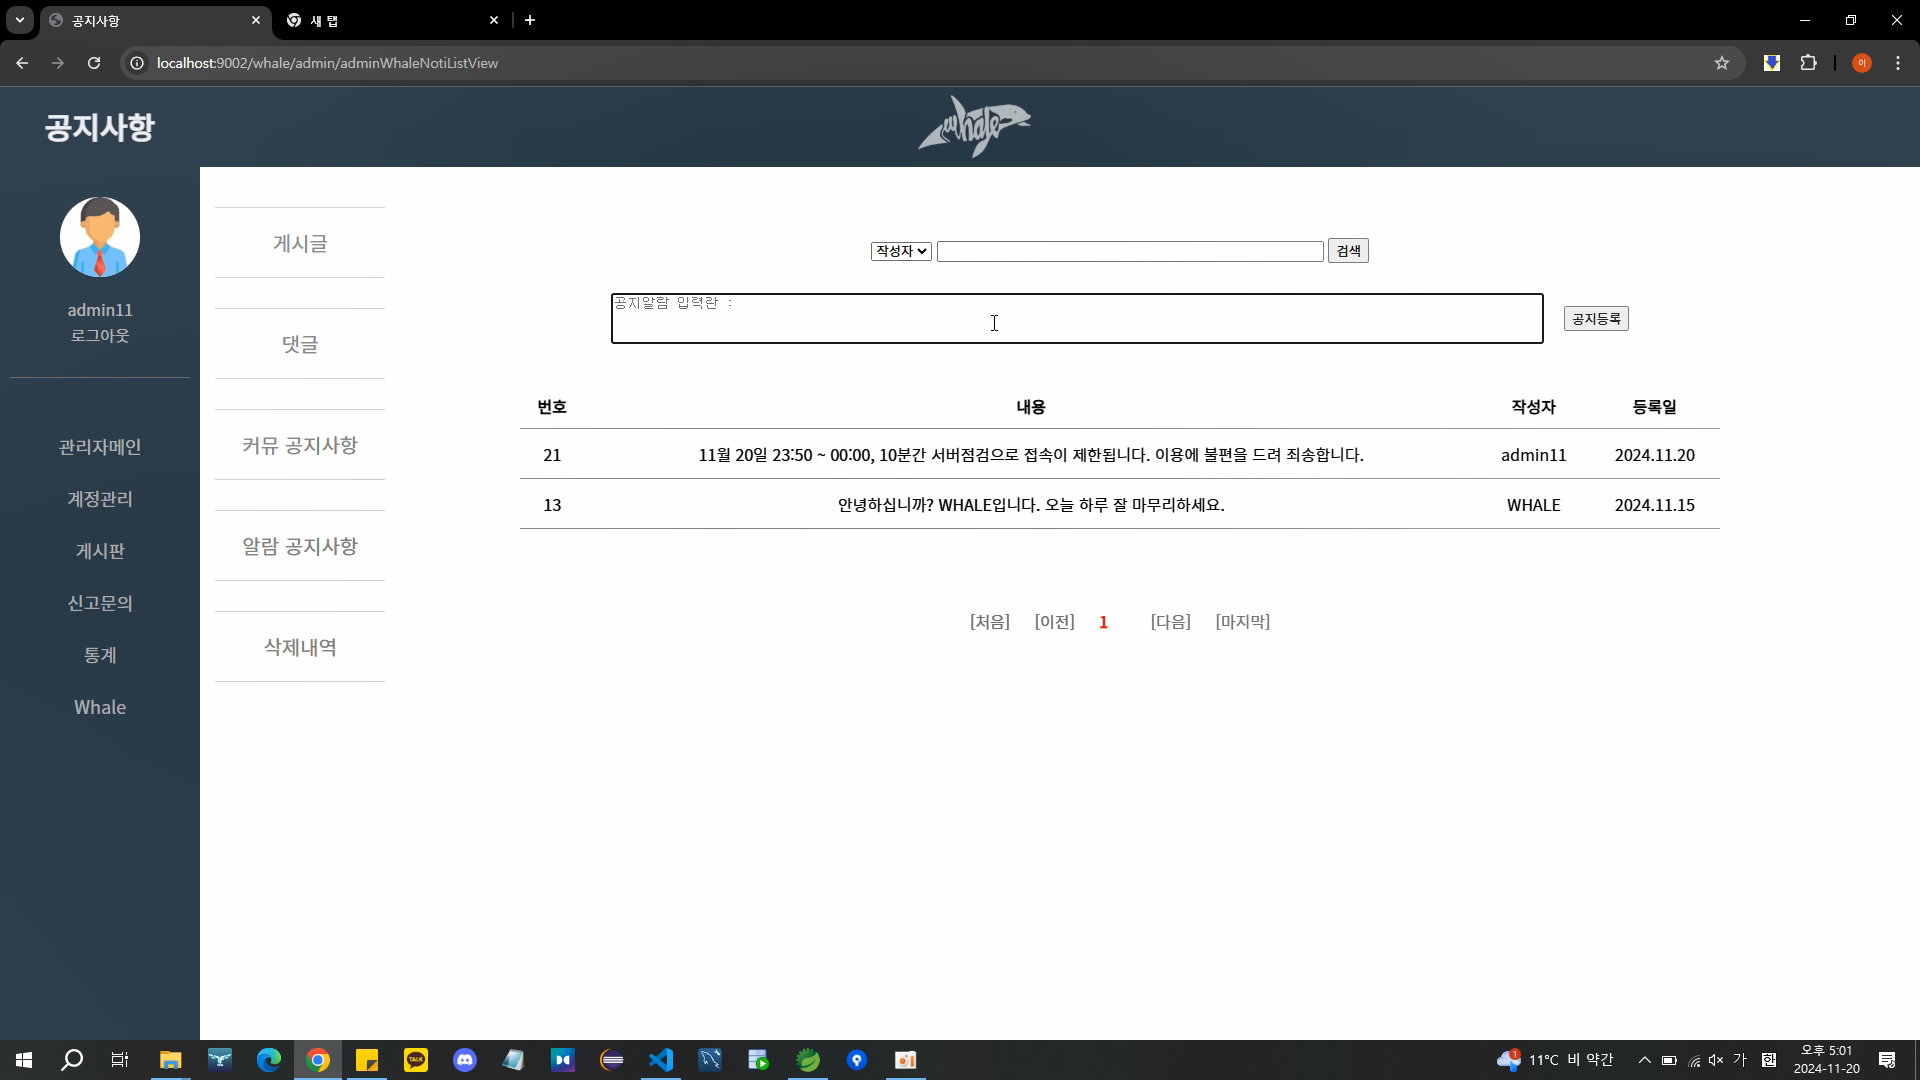 공지사항
새 탭
localhost:9002/whale/admin/adminWhaleNotiListView
이
공지사항
whale
admin11
로그아웃
관리자메인
계정관리
게시판
신고문의
통계
Whale
게시글
댓글
커뮤 공지사항
알람 공지사항
삭제내역
작성자
검색
공지알람 입력란 :
공지등록
번호 내용 작성자 등록일
21 11월 20일 23:50 ~ 00:00, 10분간 서버점검으로 접속이 제한됩니다. 이용에 불편을 드려 죄송합니다. admin11 2024.11.20
13 안녕하십니까? WHALE입니다. 오늘 하루 잘 마무리하세요. WHALE 2024.11.15
[처음] [이전] 1 [다음] [마지막]
TALK
1
11°C 비 약간
가
한
오후 5:01
2024-11-20